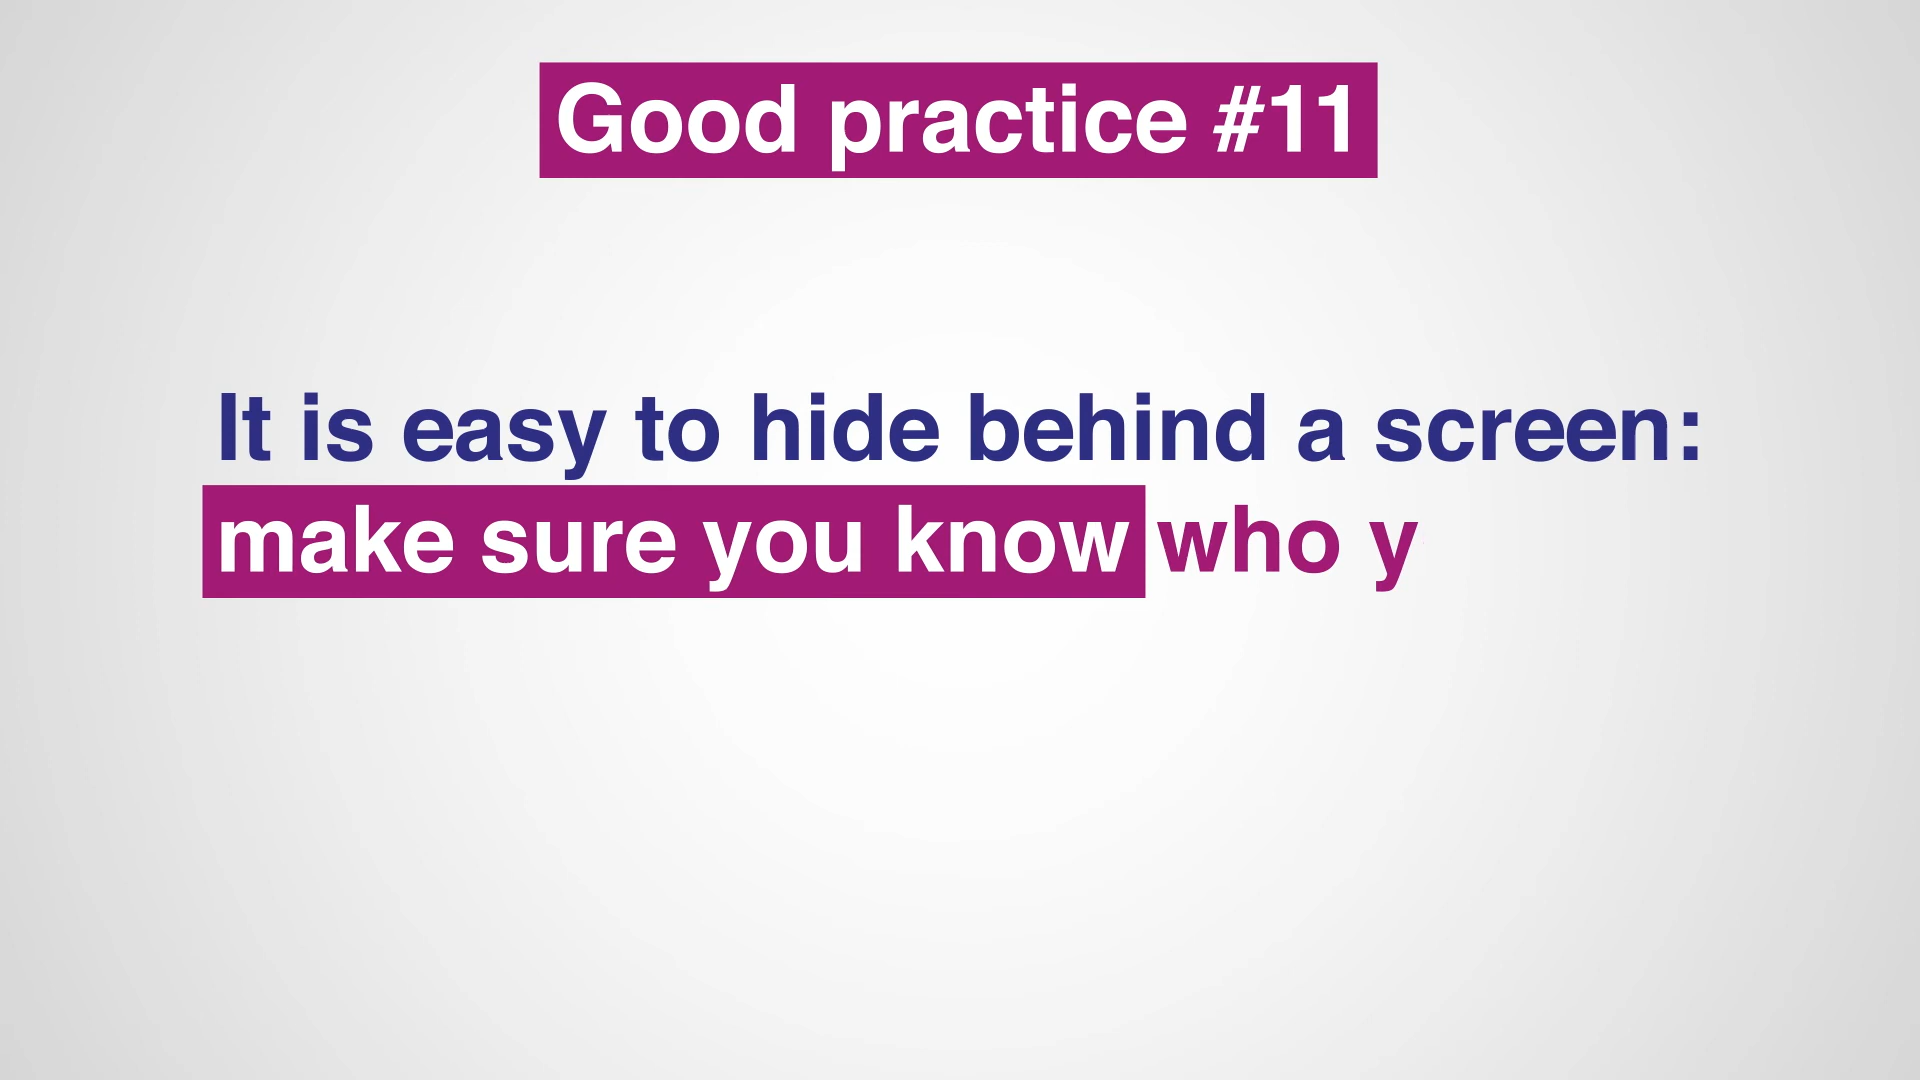 Good practice #11
It is easy to hide behind a screen:
make sure you know who y